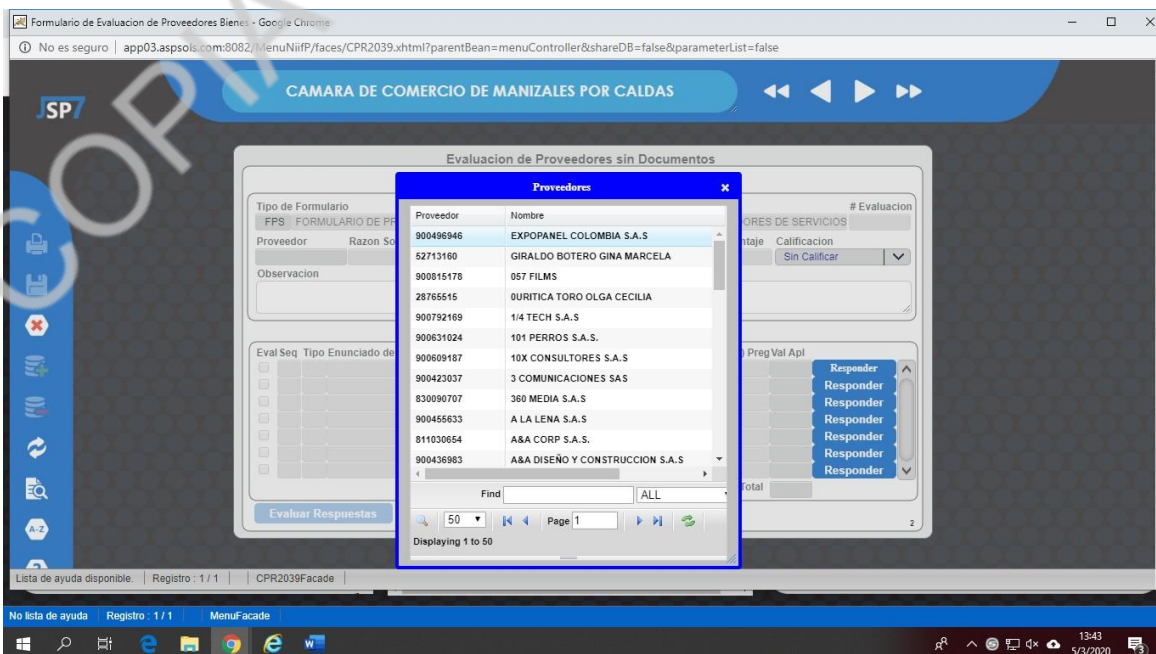 Formulario de Evaluacion de Proveedores Bienes - Google Chrome
No es seguro | app03.aspsols.com:8082/MenuNiifP/faces/CPR2039.xhtml?parentBean=menuController&shareDB=false&parameterList=false
JSP7
CAMARA DE COMERCIO DE MANIZALES POR CALDAS
COPIA
Evaluacion de Proveedores sin Documentos
Proveedores
Tipo de Formulario
# Evaluacion
FPS FORMULARIO DE
ORES DE SERVICIOS
Proveedor Razon
Calificacion
Sin Calificar
Observacion
Proveedor Nombre
900496946 EXPOPANEL COLOMBIA S.A.S
52713160 GIRALDO BOTERO GINA MARCELA
900815178 057 FILMS
28765515 0URITICA TORO OLGA CECILIA
900792169 1/4 TECH S.A.S
900631024 101 PERROS S.A.S.
900609187 10X CONSULTORES S.A.S
900423037 3 COMUNICACIONES SAS
830090707 360 MEDIA S.A.S
900455633 A LA LENA S.A.S
811030654 A&A CORP S.A.S.
900436983 A&A DISEÑO Y CONSTRUCCION S.A.S
Find ALL
50 Page 1
Displaying 1 to 50
Eval Seq Tipo Enunciado de
) Preg Val Apl
Responder
Responder
Responder
Responder
Responder
Responder
Responder
Total
Evaluar Respuestas
2
A-Z
Lista de ayuda disponible. Registro : 1 / 1 CPR2039Facade
No lista de ayuda Registro : 1 / 1 MenuFacade
13:43
5/3/2020